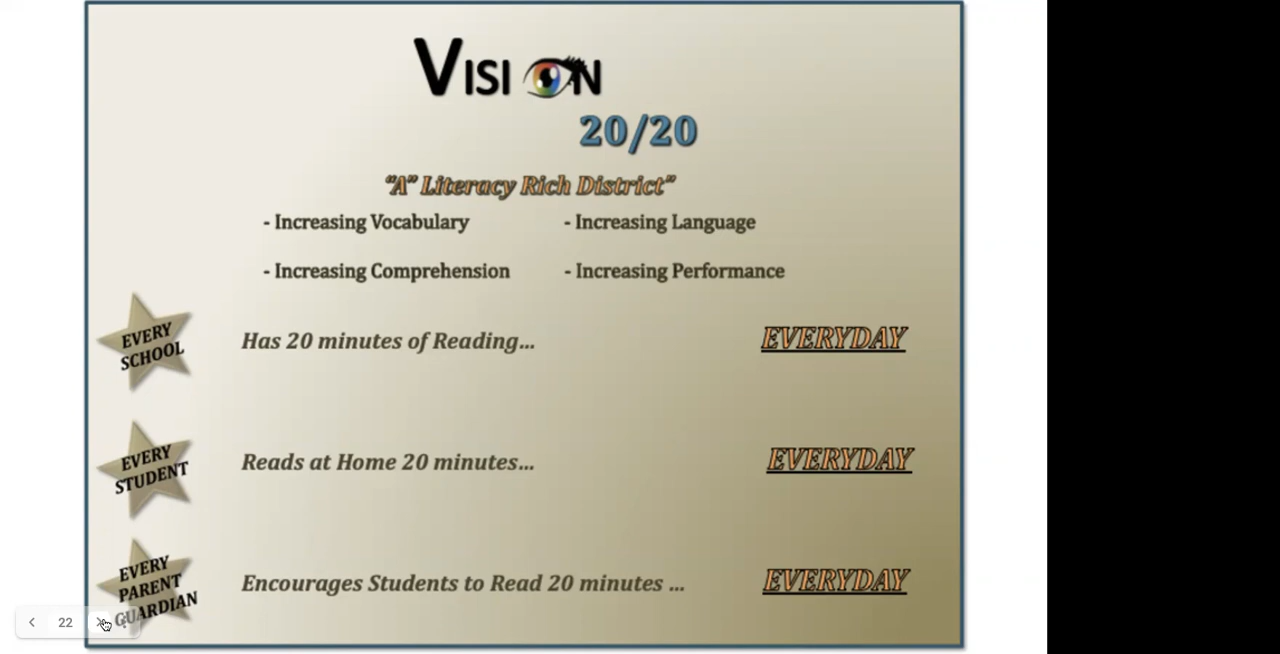 VISION
20/20
"A" Literacy Rich District"
- Increasing Vocabulary - Increasing Language
- Increasing Comprehension - Increasing Performance
EVERY
SCHOOL
Has 20 minutes of Reading... EVERYDAY
EVERY
STUDENT
Reads at Home 20 minutes... EVERYDAY
EVERY
PARENT
GUARDIAN
Encourages Students to Read 20 minutes ... EVERYDAY
22